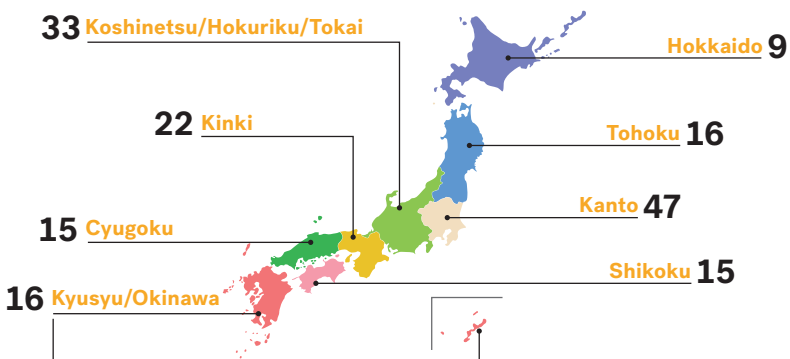 33 Koshinetsu/Hokuriku/Tokai
Hokkaido 9
22 Kinki
Tohoku 16
Kanto 47
15 Cyugoku
Shikoku 15
16 Kyusyu/Okinawa